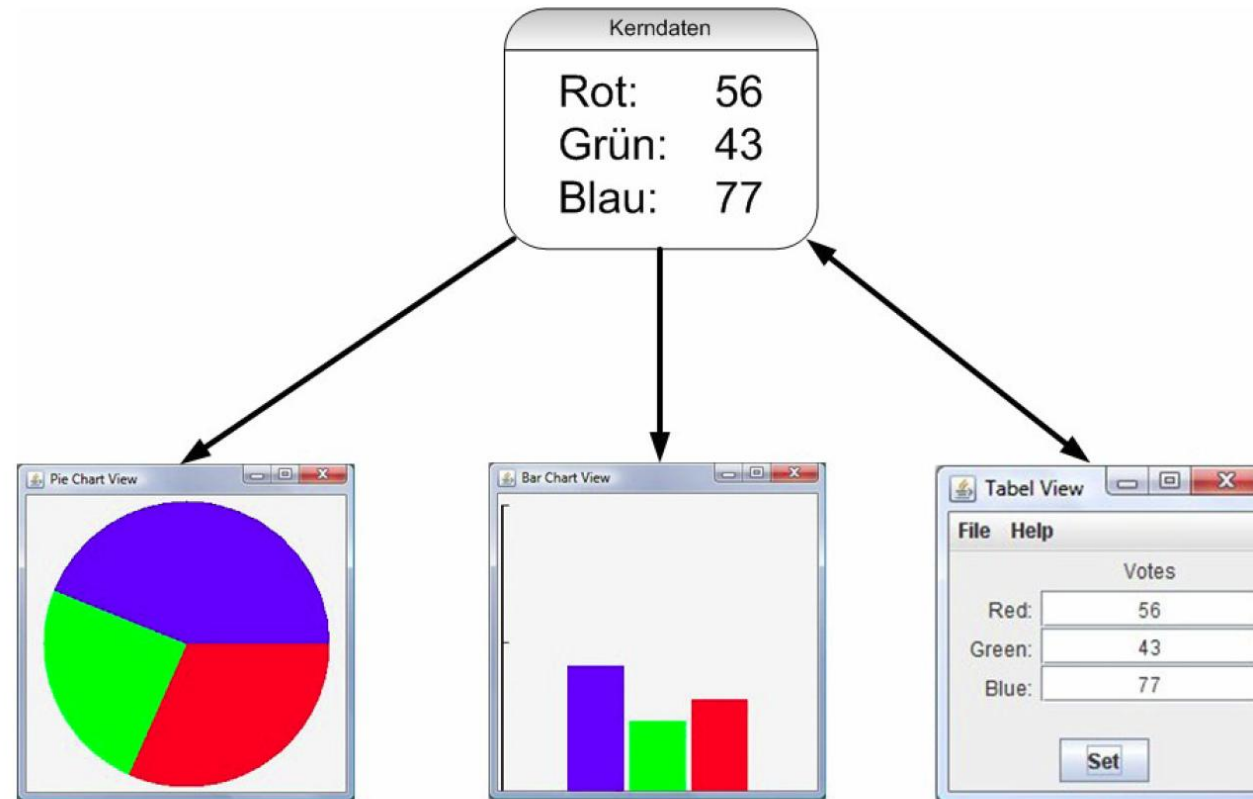 Kerndaten
Rot: 56
Grün: 43
Blau: 77
Pie Chart View
Bar Chart View
Tabel View
File Help
Votes
Red: 56
Green: 43
Blue: 77
Set